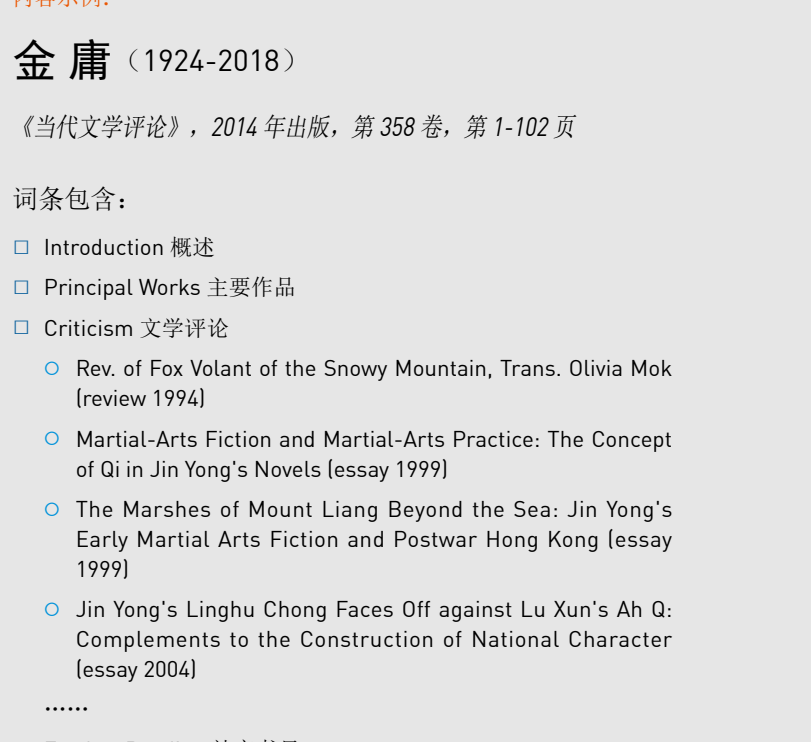 内容示例:
金 庸（1924-2018）
《当代文学评论》，2014 年出版，第 358 卷，第 1-102 页
词条包含：
Introduction 概述
Principal Works 主要作品
Criticism 文学评论
Rev. of Fox Volant of the Snowy Mountain, Trans. Olivia Mok
(review 1994)
Martial-Arts Fiction and Martial-Arts Practice: The Concept
of Qi in Jin Yong's Novels (essay 1999)
The Marshes of Mount Liang Beyond the Sea: Jin Yong's
Early Martial Arts Fiction and Postwar Hong Kong (essay
1999)
Jin Yong's Linghu Chong Faces Off against Lu Xun's Ah Q:
Complements to the Construction of National Character
(essay 2004)
……